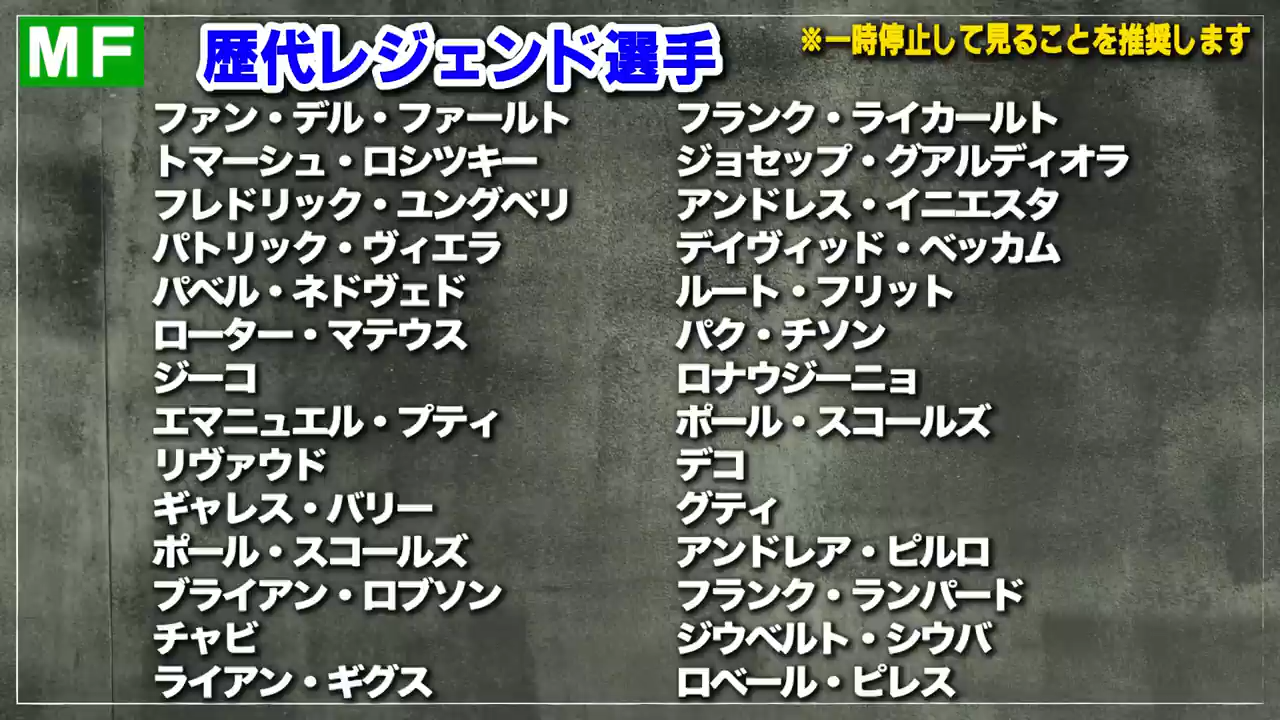 MF
歴代レジェンド選手
※一時停止して見ることを推奨します
ファン・デル・ファールト
トマーシュ・ロシツキー
フレドリック・ユングベリ
パトリック・ヴィエラ
パベル・ネドヴェド
ローター・マテウス
ジーコ
エマニュエル・プティ
リヴァウド
ギャレス・バリー
ポール・スコールズ
ブライアン・ロブソン
チャビ
ライアン・ギグス
フランク・ライカールト
ジョセップ・グアルディオラ
アンドレス・イニエスタ
デイヴィッド・ベッカム
ルート・フリット
パク・チソン
ロナウジーニョ
ポール・スコールズ
デコ
グティ
アンドレア・ピルロ
フランク・ランパード
ジウベルト・シウバ
ロベール・ピレス